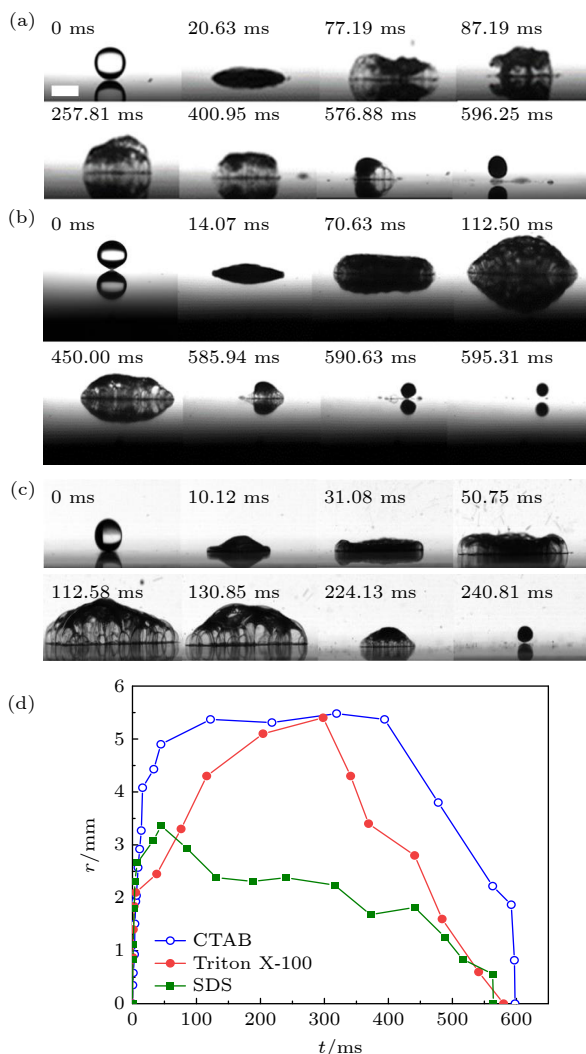 (a)
0 ms 20.63 ms 77.19 ms 87.19 ms
257.81 ms 400.95 ms 576.88 ms 596.25 ms
(b)
0 ms 14.07 ms 70.63 ms 112.50 ms
450.00 ms 585.94 ms 590.63 ms 595.31 ms
(c)
0 ms 10.12 ms 31.08 ms 50.75 ms
112.58 ms 130.85 ms 224.13 ms 240.81 ms
(d)
6
5
4
3
2
1
0
r/mm
CTAB
Triton X-100
SDS
0 100 200 300 400 500 600
t/ms